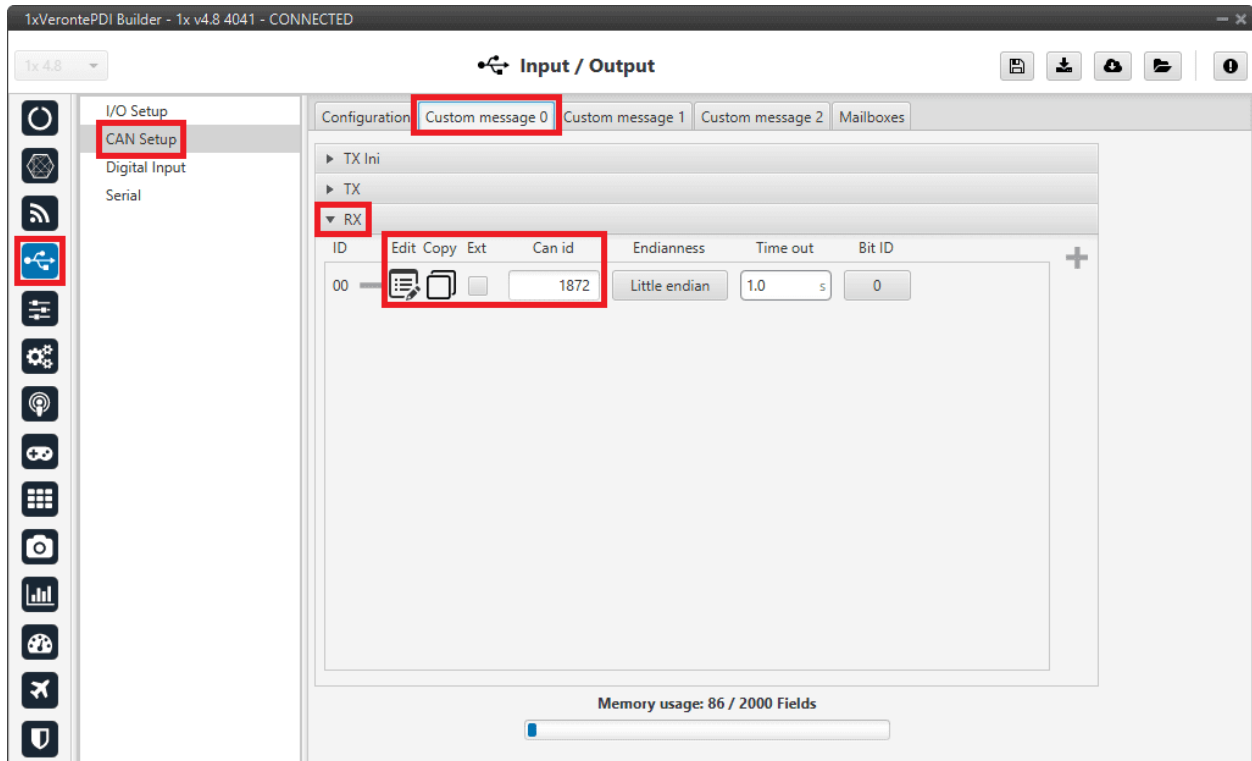 1xVerontePDI Builder - 1x v4.8 4041 - CONNECTED
1x 4.8
Input / Output
I/O Setup
CAN Setup
Digital Input
Serial
Configuration Custom message 0 Custom message 1 Custom message 2 Mailboxes
TX Ini
TX
RX
ID Edit Copy Ext Can id Endianness Time out Bit ID
00 1872 Little endian 1.0 s 0
Memory usage: 86 / 2000 Fields